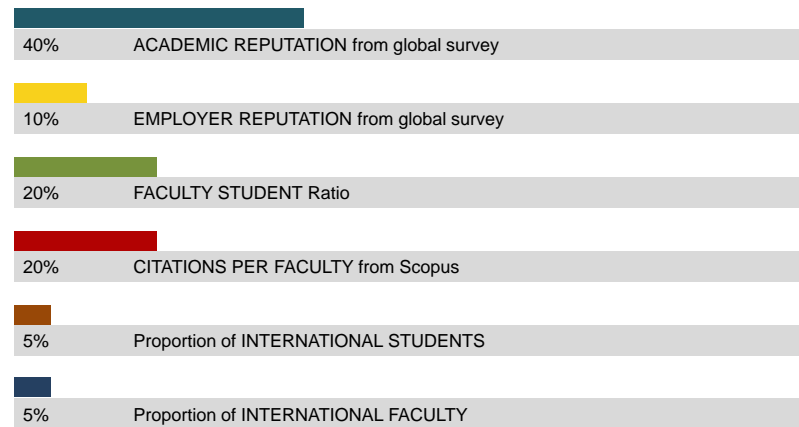 40% ACADEMIC REPUTATION from global survey
10% EMPLOYER REPUTATION from global survey
20% FACULTY STUDENT Ratio
20% CITATIONS PER FACULTY from Scopus
5% Proportion of INTERNATIONAL STUDENTS
5% Proportion of INTERNATIONAL FACULTY